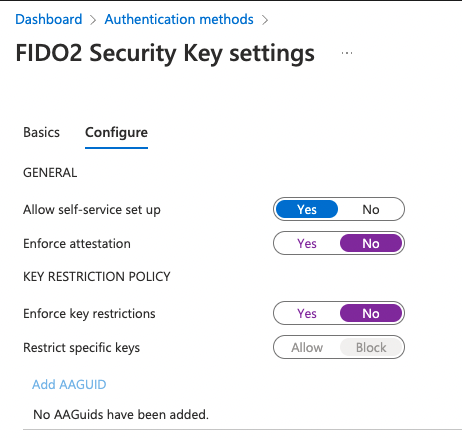 Dashboard > Authentication methods >
FIDO2 Security Key settings ...
Basics Configure
GENERAL
Allow self-service set up Yes No
Enforce attestation Yes No
KEY RESTRICTION POLICY
Enforce key restrictions Yes No
Restrict specific keys Allow Block
Add AAGUID
No AAGuids have been added.